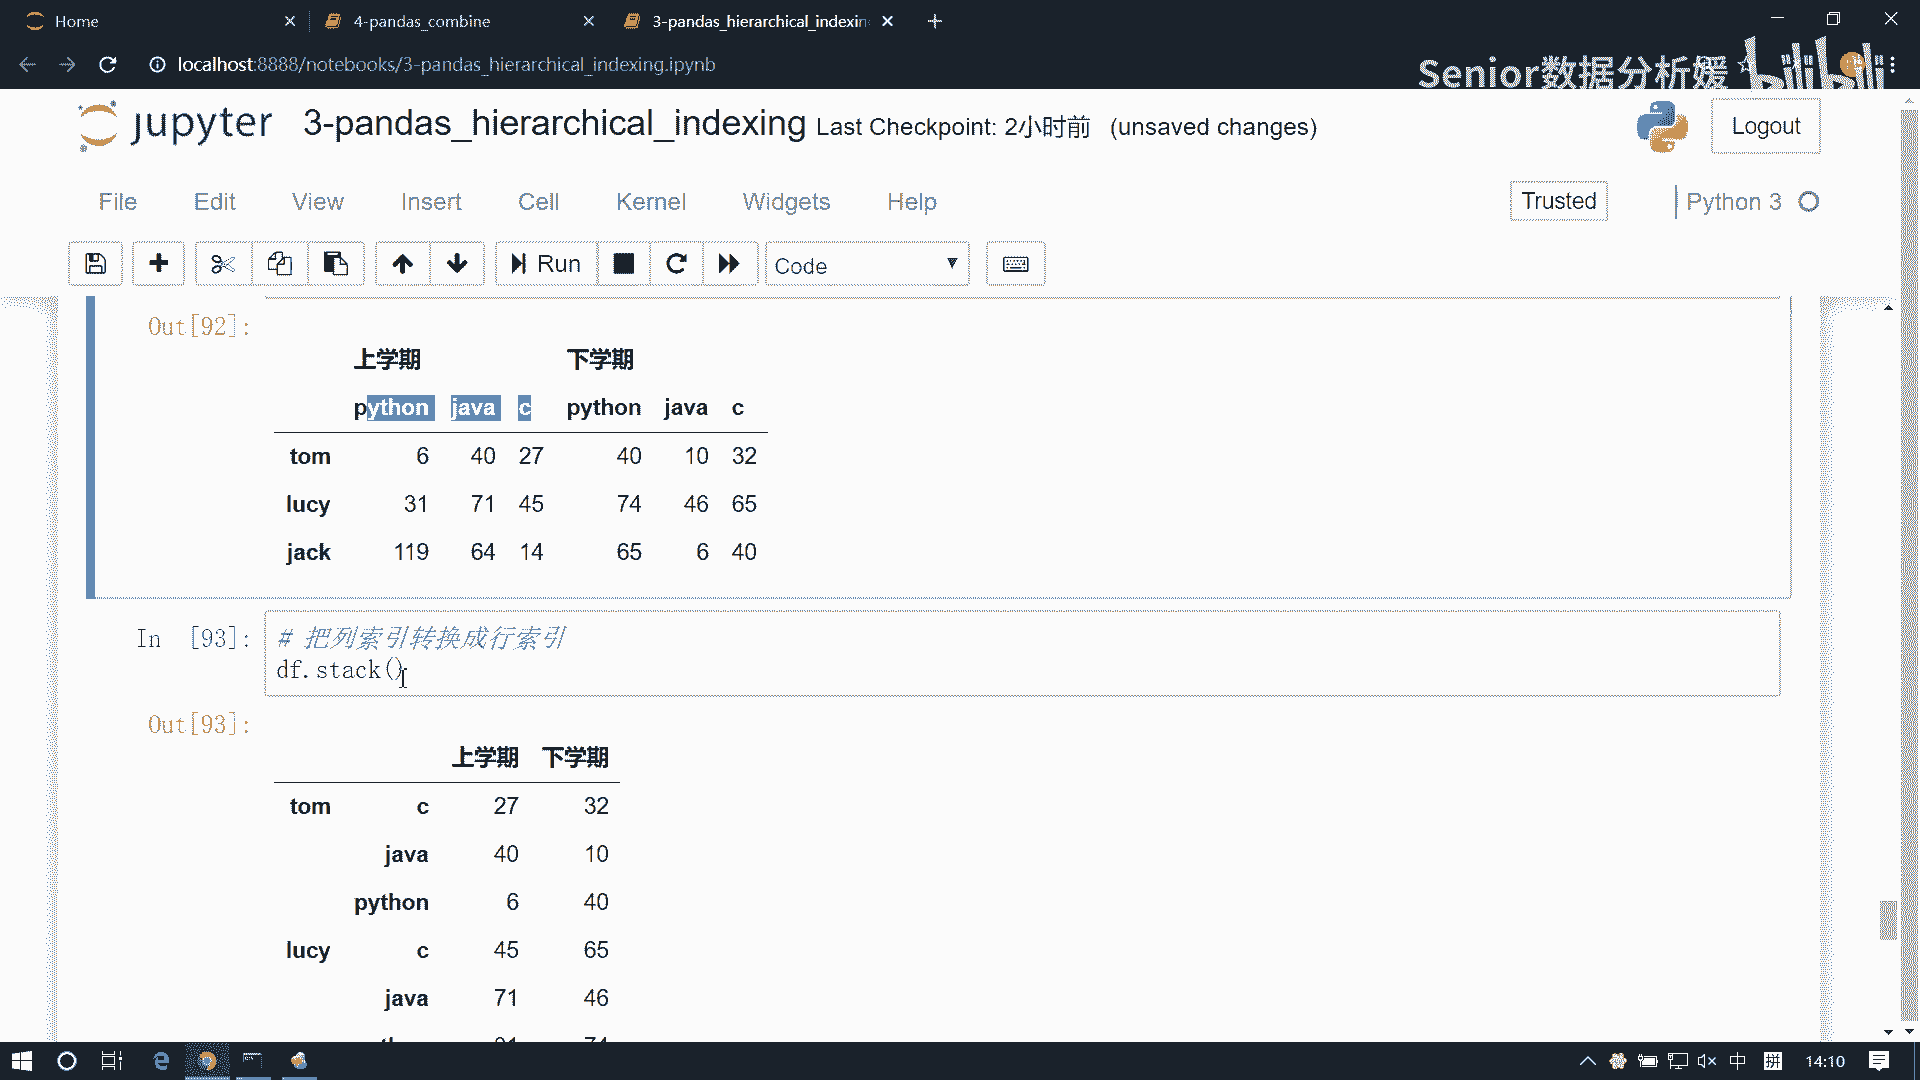 Home
4-pandas_combine
3-pandas_hierarchical_indexin
localhost:8888/notebooks/3-pandas_hierarchical_indexing.ipynb
Senior数据分析媛
bilibili
jupyter 3-pandas_hierarchical_indexing Last Checkpoint: 2小时前 (unsaved changes)
Logout
File Edit View Insert Cell Kernel Widgets Help
Trusted
Python 3
Run
Code
Out[92]:
上学期 下学期
python java c python java c
tom 6 40 27 40 10 32
lucy 31 71 45 74 46 65
jack 119 64 14 65 6 40
In [93]:
# 把列索引转换成行索引
df.stack()
Out[93]:
上学期 下学期
tom c 27 32
java 40 10
python 6 40
lucy c 45 65
java 71 46
中
拼
14:10